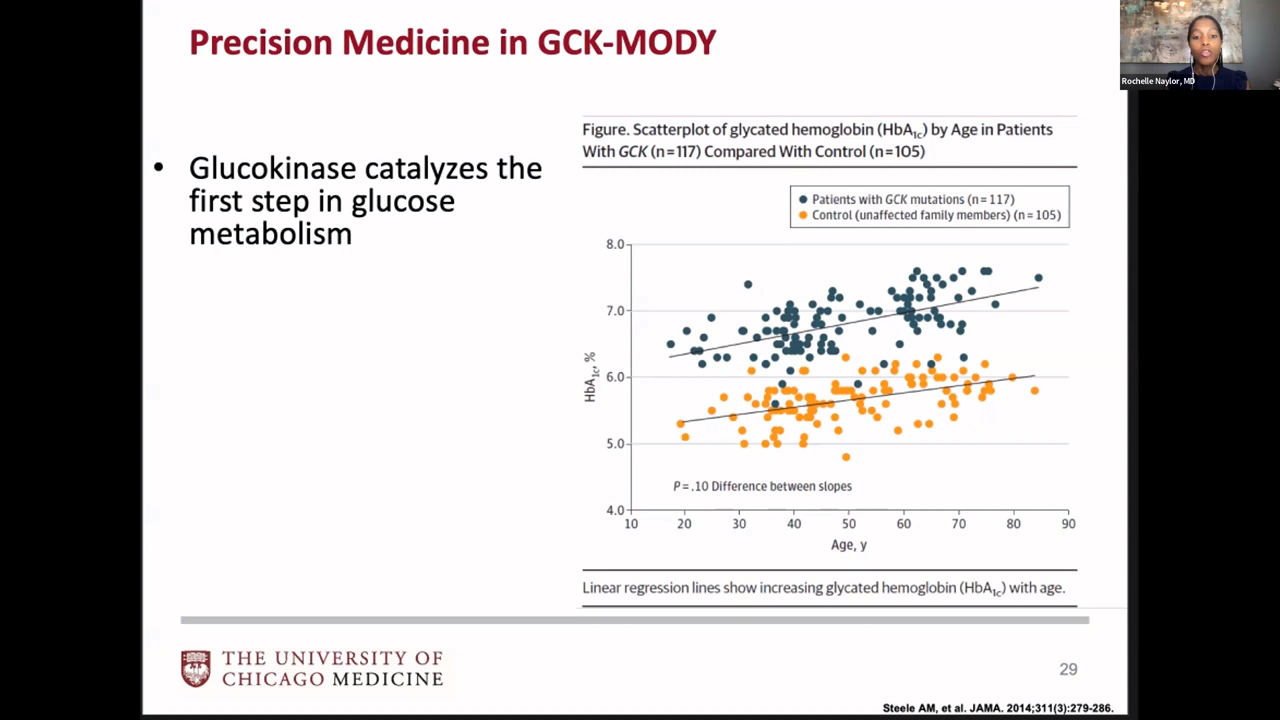 Precision Medicine in GCK-MODY
Rochelle Naylor, MD
• Glucokinase catalyzes the
first step in glucose
metabolism
Figure. Scatterplot of glycated hemoglobin (HbA1c) by Age in Patients
With GCK (n=117) Compared With Control (n=105)
Patients with GCK mutations (n=117)
Control (unaffected family members) (n=105)
8.0
7.0
6.0
5.0
4.0
HbA1c, %
P=.10 Difference between slopes
10 20 30 40 50 60 70 80 90
Age, y
Linear regression lines show increasing glycated hemoglobin (HbA1c) with age.
THE UNIVERSITY OF
CHICAGO MEDICINE
29
Steele AM, et al. JAMA. 2014;311(3):279-286.